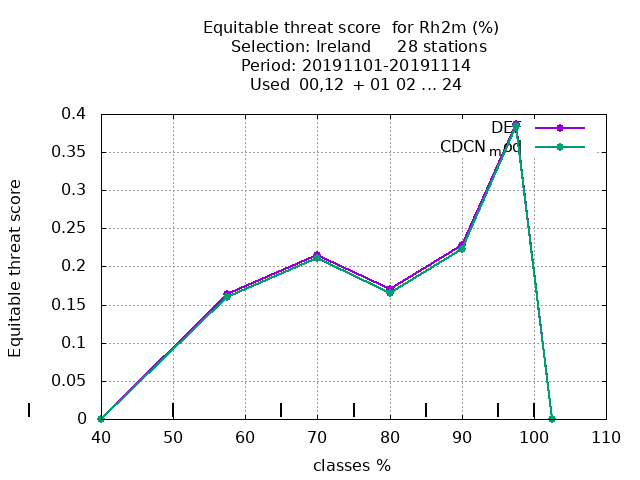 Equitable threat score  for Rh2m (%)
Selection: Ireland     28 stations
Period: 20191101-20191114
Used  00,12  + 01 02 ... 24
0.4
0.35
0.3
0.25
0.2
0.15
0.1
0.05
0
Equitable threat score
CDCN mod
40 50 60 70 80 90 100 110
classes %